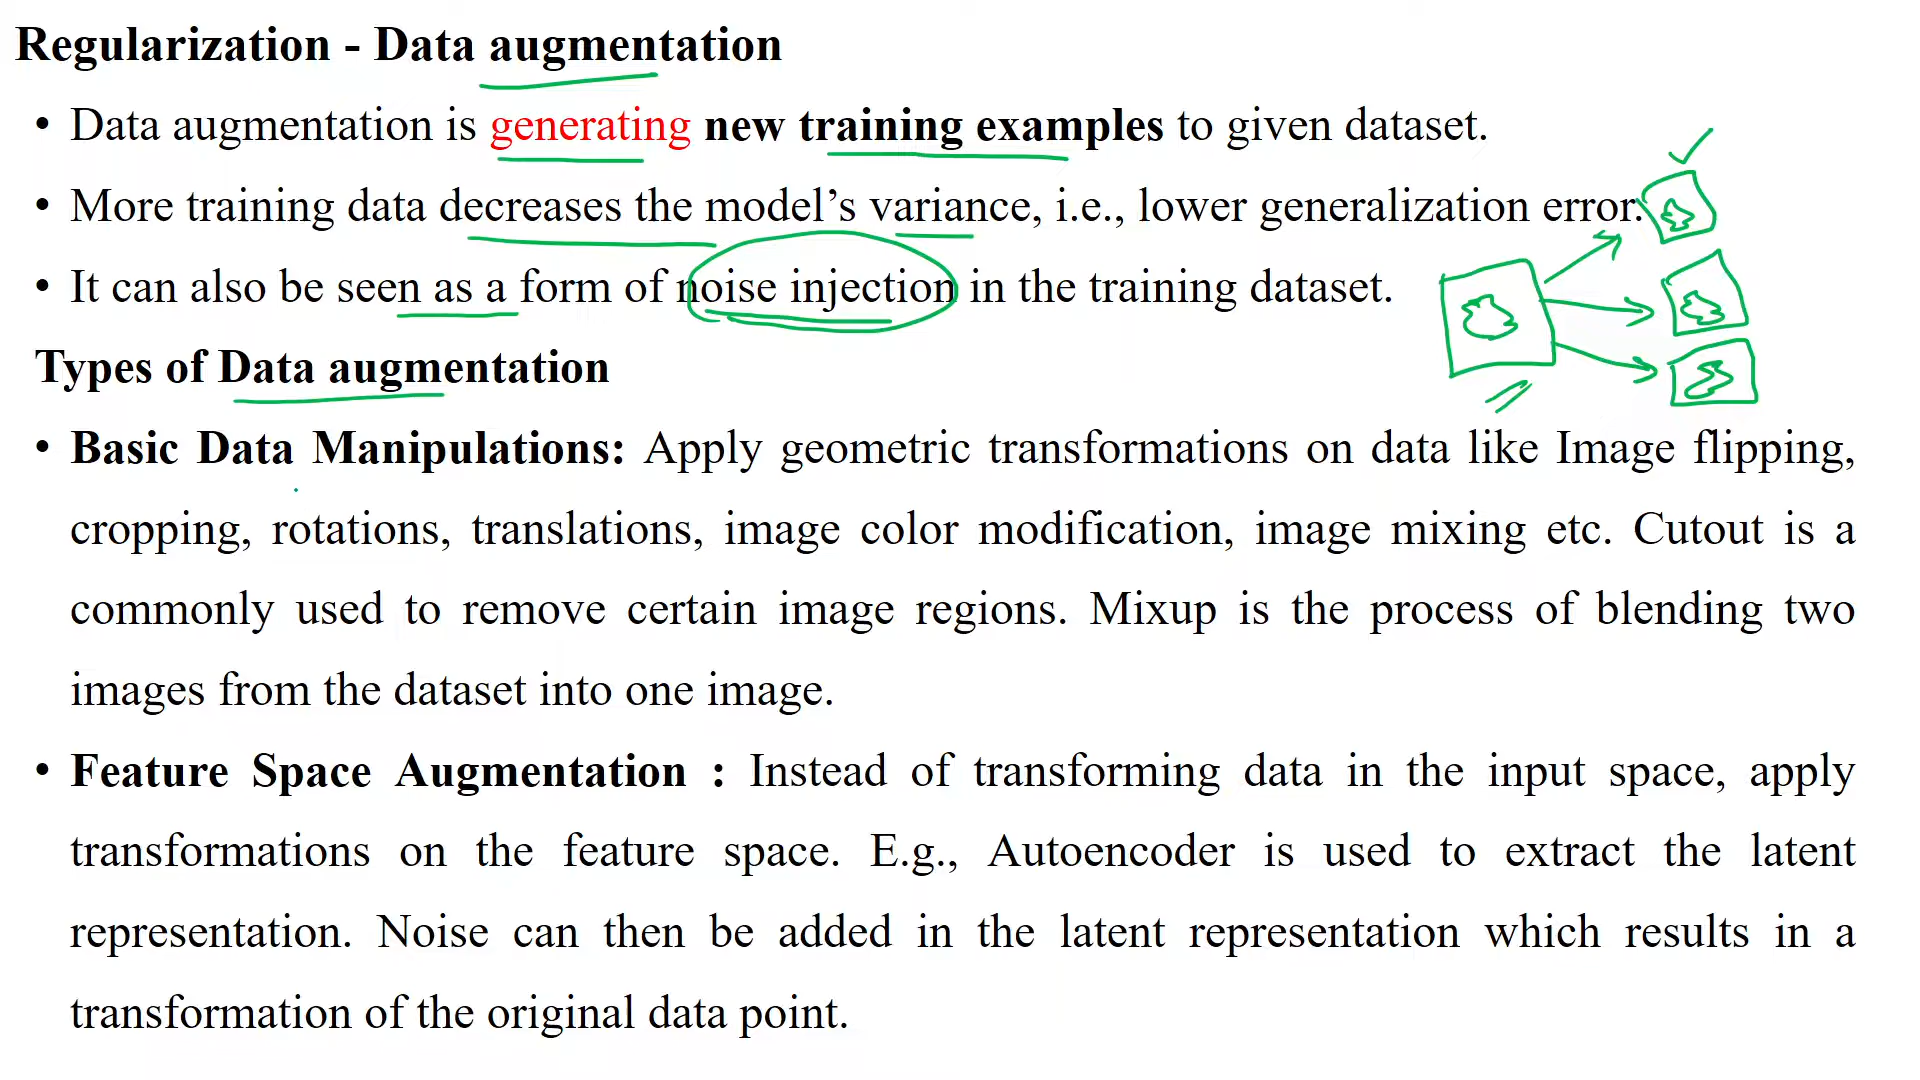 Regularization - Data augmentation
• Data augmentation is generating new training examples to given dataset.
• More training data decreases the model’s variance, i.e., lower generalization error.
• It can also be seen as a form of noise injection in the training dataset.
Types of Data augmentation
• Basic Data Manipulations: Apply geometric transformations on data like Image flipping,
cropping, rotations, translations, image color modification, image mixing etc. Cutout is a
commonly used to remove certain image regions. Mixup is the process of blending two
images from the dataset into one image.
• Feature Space Augmentation : Instead of transforming data in the input space, apply
transformations on the feature space. E.g., Autoencoder is used to extract the latent
representation. Noise can then be added in the latent representation which results in a
transformation of the original data point.